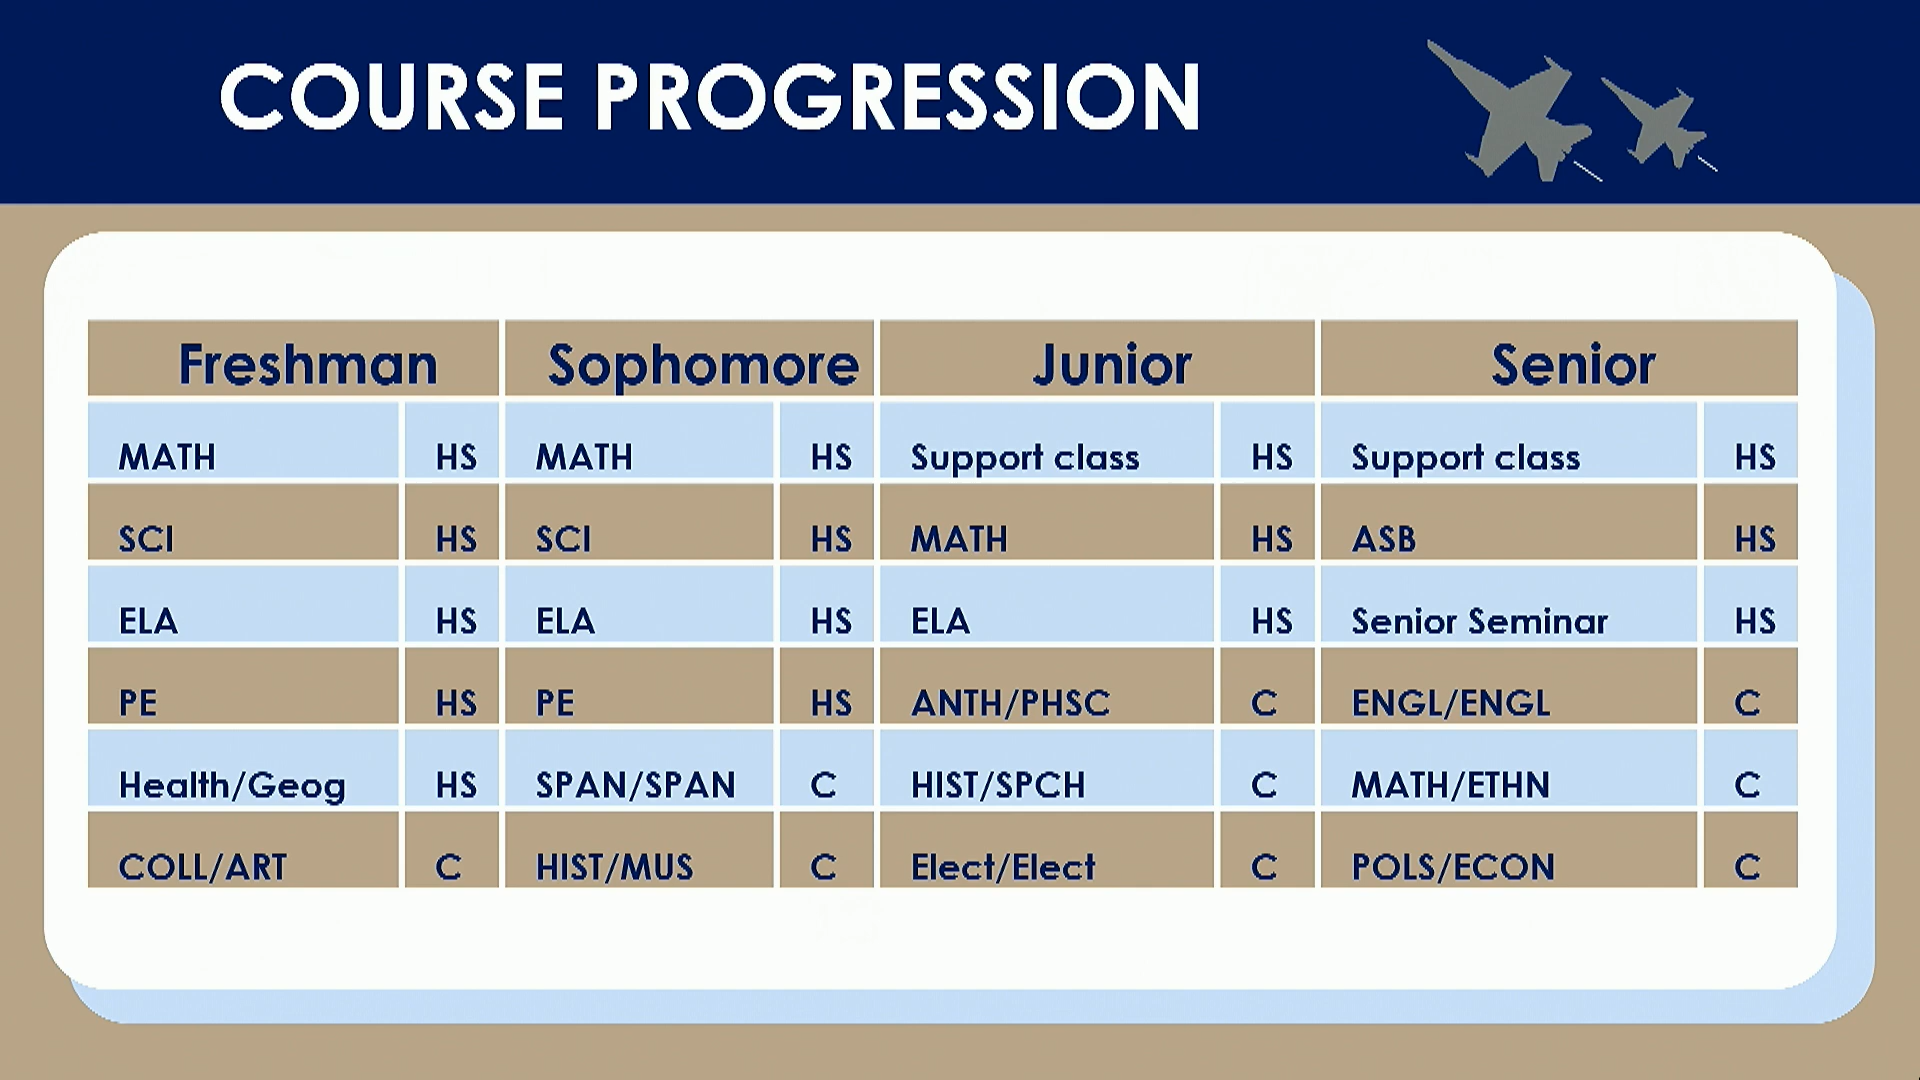 COURSE PROGRESSION
Freshman Sophomore Junior Senior
MATH HS MATH HS Support class HS Support class HS
SCI HS SCI HS MATH HS ASB HS
ELA HS ELA HS ELA HS Senior Seminar HS
PE HS PE HS ANTH/PHSC C ENGL/ENGL C
Health/Geog HS SPAN/SPAN C HIST/SPCH C MATH/ETHN C
COLL/ART C HIST/MUS C Elect/Elect C POLS/ECON C